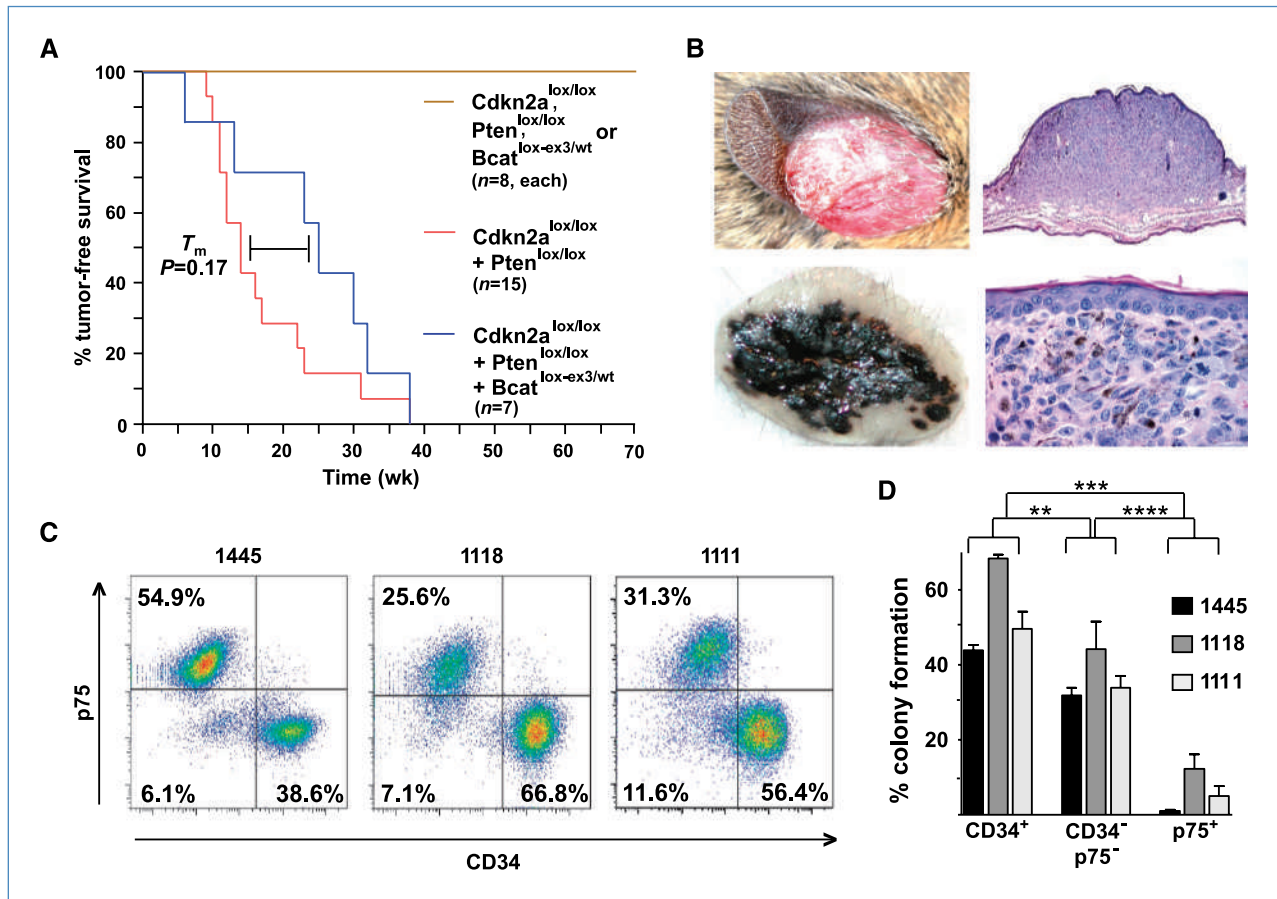 A
% tumor-free survival
100
80
60
40
20
0
0 10 20 30 40 50 60 70
Time (wk)
T_m
P=0.17
Cdkn2a^lox/lox,
Pten,^lox/lox or
Bcat^lox-ex3/wt
(n=8, each)
Cdkn2a^lox/lox
+ Pten^lox/lox
(n=15)
Cdkn2a^lox/lox
+ Pten^lox/lox
+ Bcat^lox-ex3/wt
(n=7)
B
C
1445 1118 1111
54.9% 25.6% 31.3%
p75
6.1% 38.6% 7.1% 66.8% 11.6% 56.4%
CD34
D
***
** ****
% colony formation
60
40
20
1445
1118
1111
CD34+ CD34- p75+
p75-